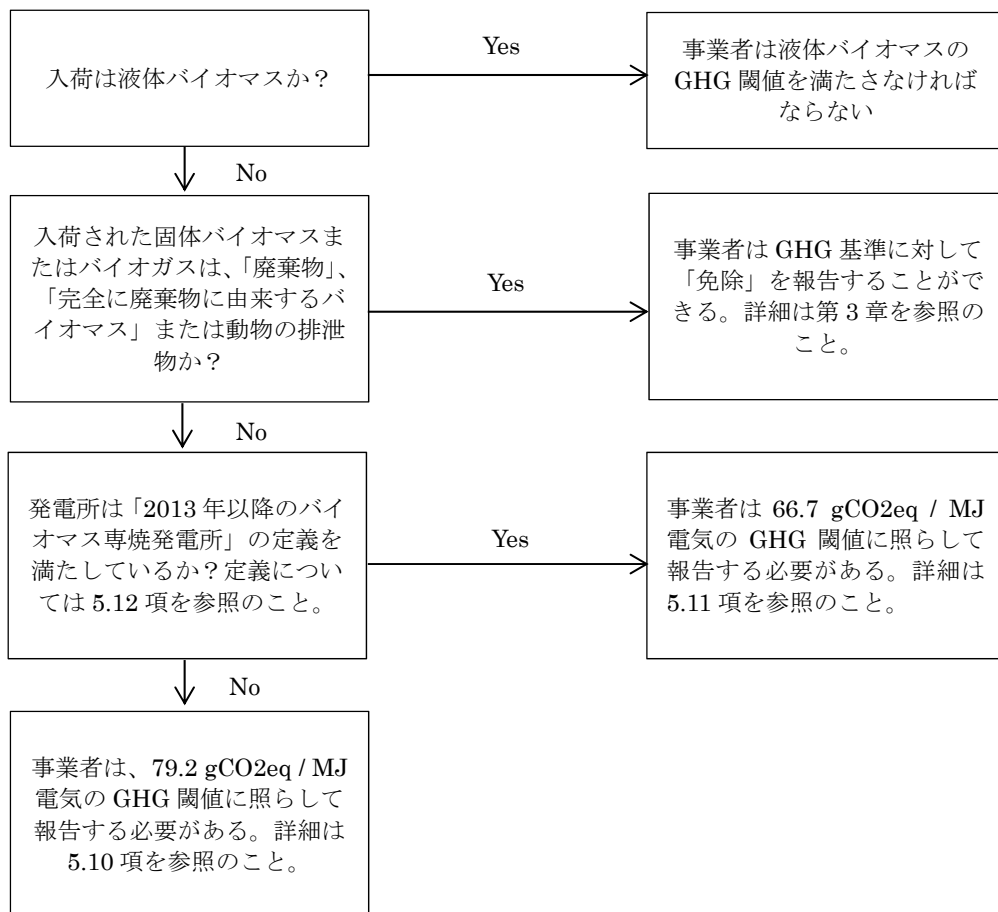 入荷は液体バイオマスか？
Yes
事業者は液体バイオマスの
GHG 閾値を満たさなければ
ならない
No
入荷された固体バイオマスま
たはバイオガスは、「廃棄物」、
「完全に廃棄物に由来するバ
イオマス」または動物の排泄
物か？
Yes
事業者は GHG 基準に対して
「免除」を報告することがで
きる。詳細は第 3 章を参照の
こと。
No
発電所は「2013 年以降のバイ
オマス専焼発電所」の定義を
満たしているか？定義につい
ては 5.12 項を参照のこと。
Yes
事業者は 66.7 gCO2eq / MJ
電気の GHG 閾値に照らして
報告する必要がある。詳細は
5.11 項を参照のこと。
No
事業者は、79.2 gCO2eq / MJ
電気の GHG 閾値に照らして
報告する必要がある。詳細は
5.10 項を参照のこと。